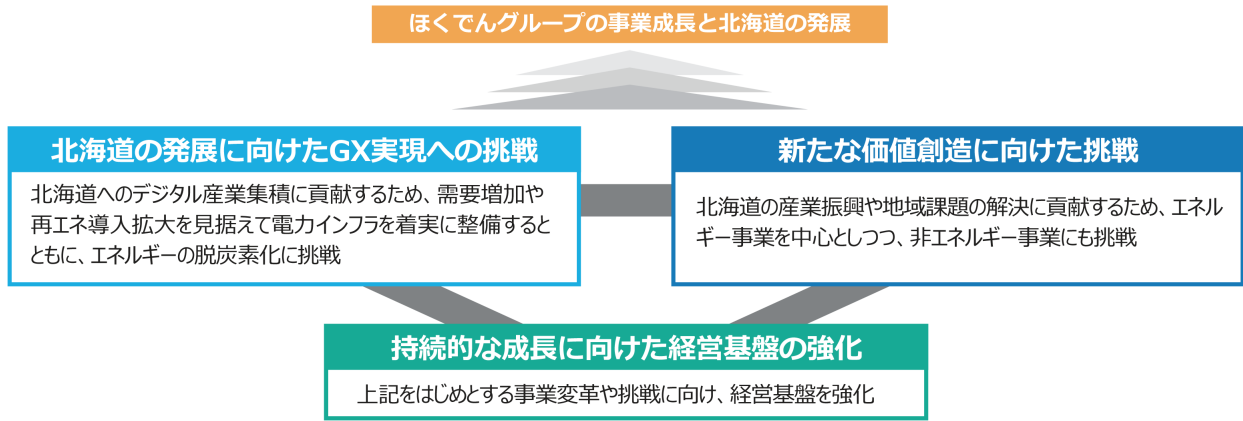 ほくでんグループの事業成長と北海道の発展
北海道の発展に向けたGX実現への挑戦
北海道へのデジタル産業集積に貢献するため、需要増加や
再エネ導入拡大を見据えて電力インフラを着実に整備すると
ともに、エネルギーの脱炭素化に挑戦
新たな価値創造に向けた挑戦
北海道の産業振興や地域課題の解決に貢献するため、エネル
ギー事業を中心としつつ、非エネルギー事業にも挑戦
持続的な成長に向けた経営基盤の強化
上記をはじめとする事業変革や挑戦に向け、経営基盤を強化